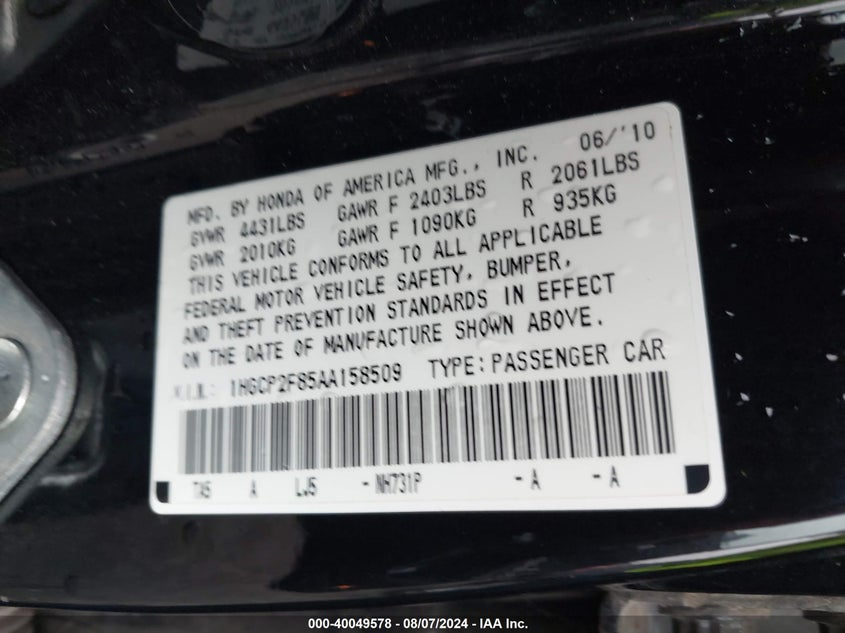 MFD. BY HONDA OF AMERICA MFG., INC. 06/'10
GVWR 4431LBS GAWR F 2403LBS R 2061LBS
GVWR 2010KG GAWR F 1090KG R 935KG
THIS VEHICLE CONFORMS TO ALL APPLICABLE
FEDERAL MOTOR VEHICLE SAFETY, BUMPER,
AND THEFT PREVENTION STANDARDS IN EFFECT
ON THE DATE OF MANUFACTURE SHOWN ABOVE.
V.I.N.: 1HGCP2F85AA158509 TYPE:PASSENGER CAR
TX5 A LJ5 -NH731P -A -A
000-40049578 - 08/07/2024 - IAA Inc.